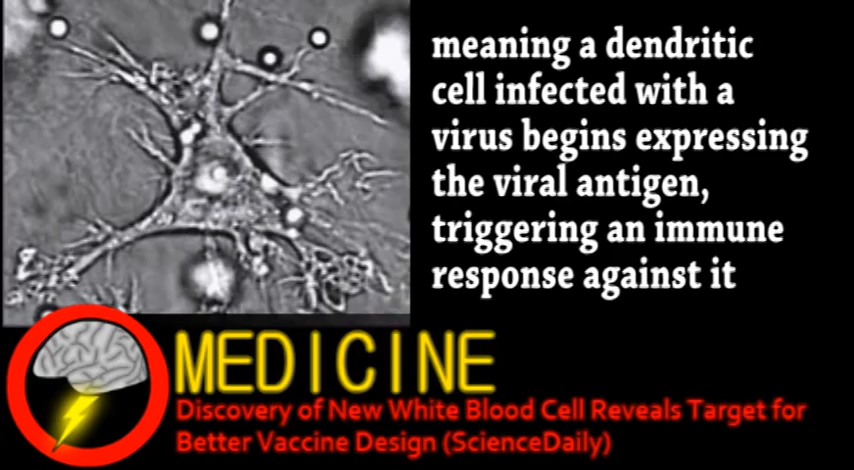 meaning a dendritic
cell infected with a
virus begins expressing
the viral antigen,
triggering an immune
response against it
MEDICINE
Discovery of New White Blood Cell Reveals Target for
Better Vaccine Design (ScienceDaily)